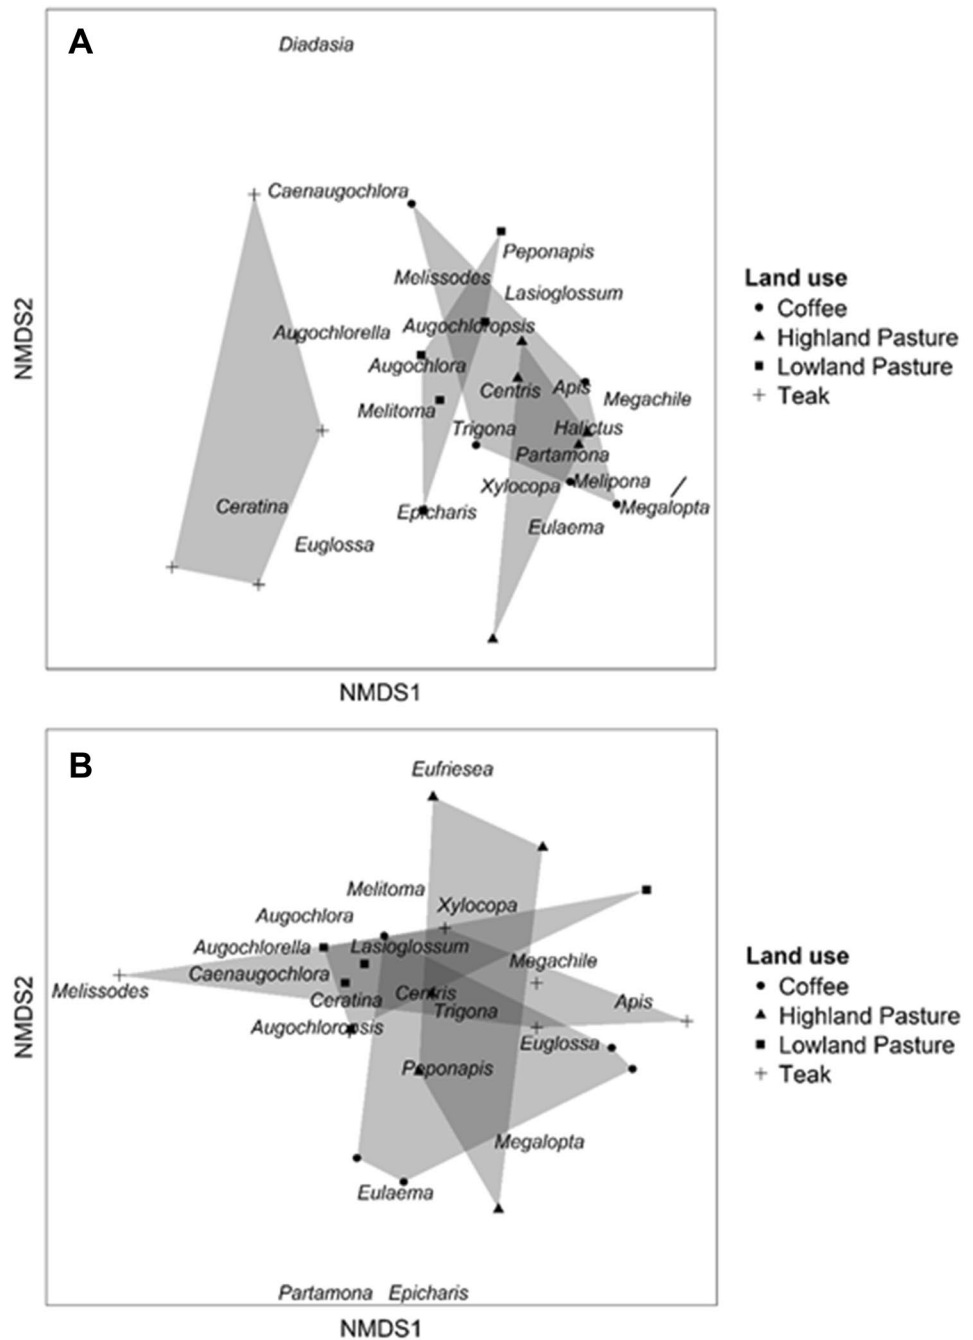 A
Diadasia
Caenaugochlora
Peponapis
Melissodes
Lasioglossum
Augochlorella
Augochloropsis
Augochlora
Centris
Apis
Megachile
Melitoma
Trigona
Halictus
Partamona
Xylocopa
Melipona
Ceratina
Epicharis
Megalopta
Eulaema
Euglossa
NMDS2
NMDS1
Land use
Coffee
Highland Pasture
Lowland Pasture
Teak
B
Eufriesea
Melitoma
Xylocopa
Augochlora
Augochlorella
Lasioglossum
Megachile
Caenaugochlora
Melissodes
Ceratina
Centris
Trigona
Apis
Augochloropsis
Euglossa
Peponapis
Megalopta
Eulaema
Partamona Epicharis
NMDS2
NMDS1
Land use
Coffee
Highland Pasture
Lowland Pasture
Teak